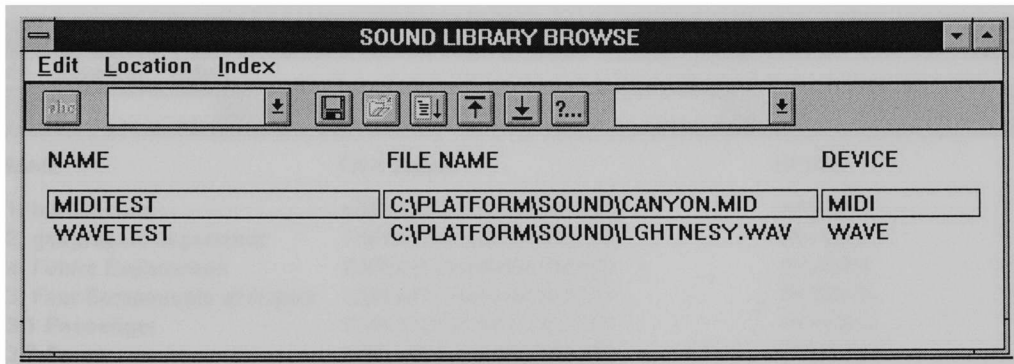 SOUND LIBRARY BROWSE
Edit Location Index
abc ?...
NAME FILE NAME DEVICE
MIDITEST C:\PLATFORM\SOUND\CANYON.MID MIDI
WAVETEST C:\PLATFORM\SOUND\LGHTNESY.WAV WAVE